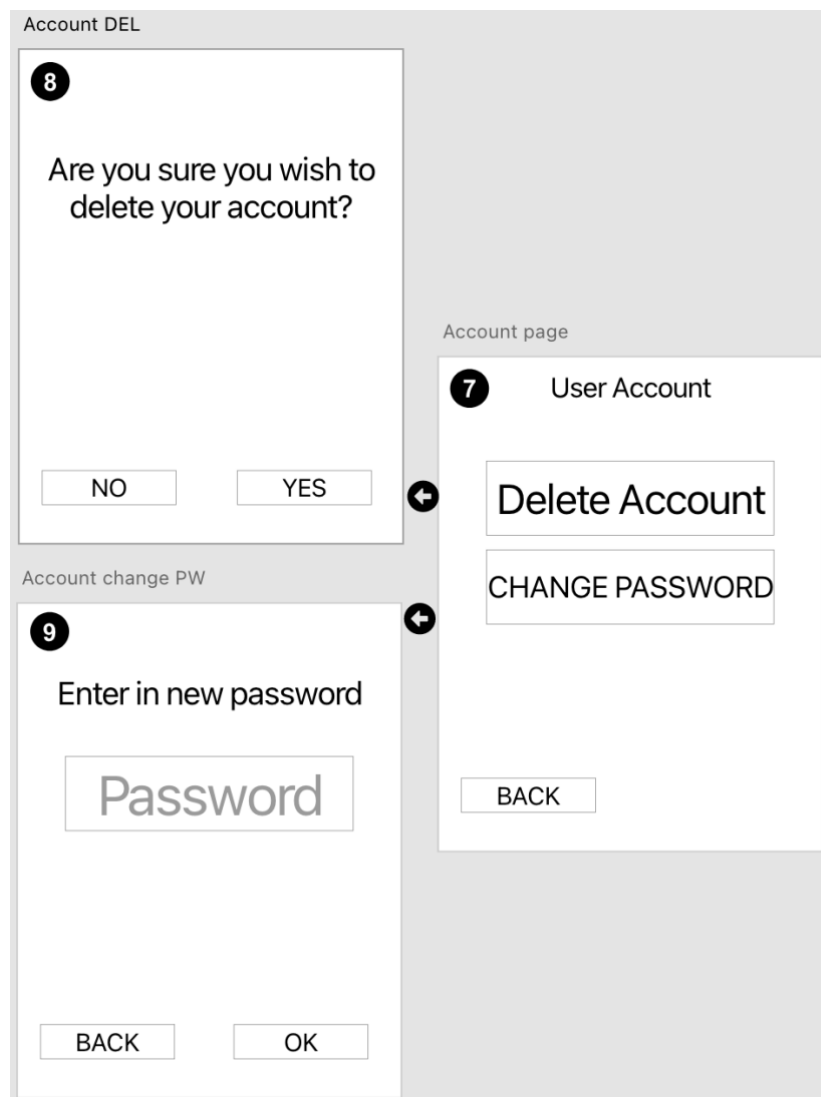 Account DEL
8
Are you sure you wish to
delete your account?
NO
YES
Account page
7
User Account
Delete Account
CHANGE PASSWORD
BACK
Account change PW
9
Enter in new password
Password
BACK
OK